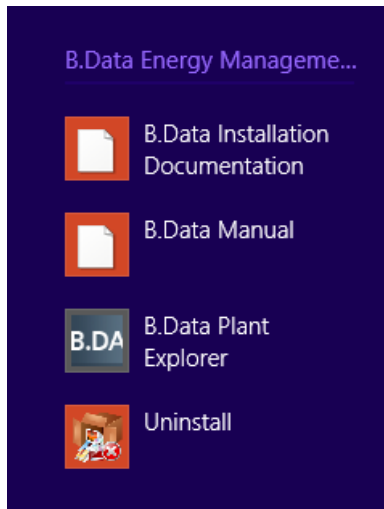 B.Data Energy Manageme...
B.Data Installation
Documentation
B.Data Manual
B.DA
B.Data Plant
Explorer
Uninstall